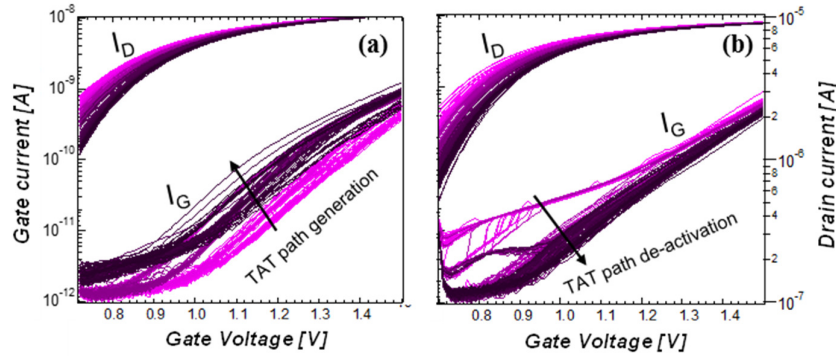 (a)
I_D
I_G
TAT path generation
Gate current [A]
10^-8
10^-9
10^-10
10^-11
10^-12
0.8 0.9 1.0 1.1 1.2 1.3 1.4
Gate Voltage [V]
(b)
I_D
I_G
TAT path de-activation
0.8 0.9 1.0 1.1 1.2 1.3 1.4
Gate Voltage [V]
10^-5
8
6
4
2
10^-6
8
6
4
2
10^-7
Drain current [A]